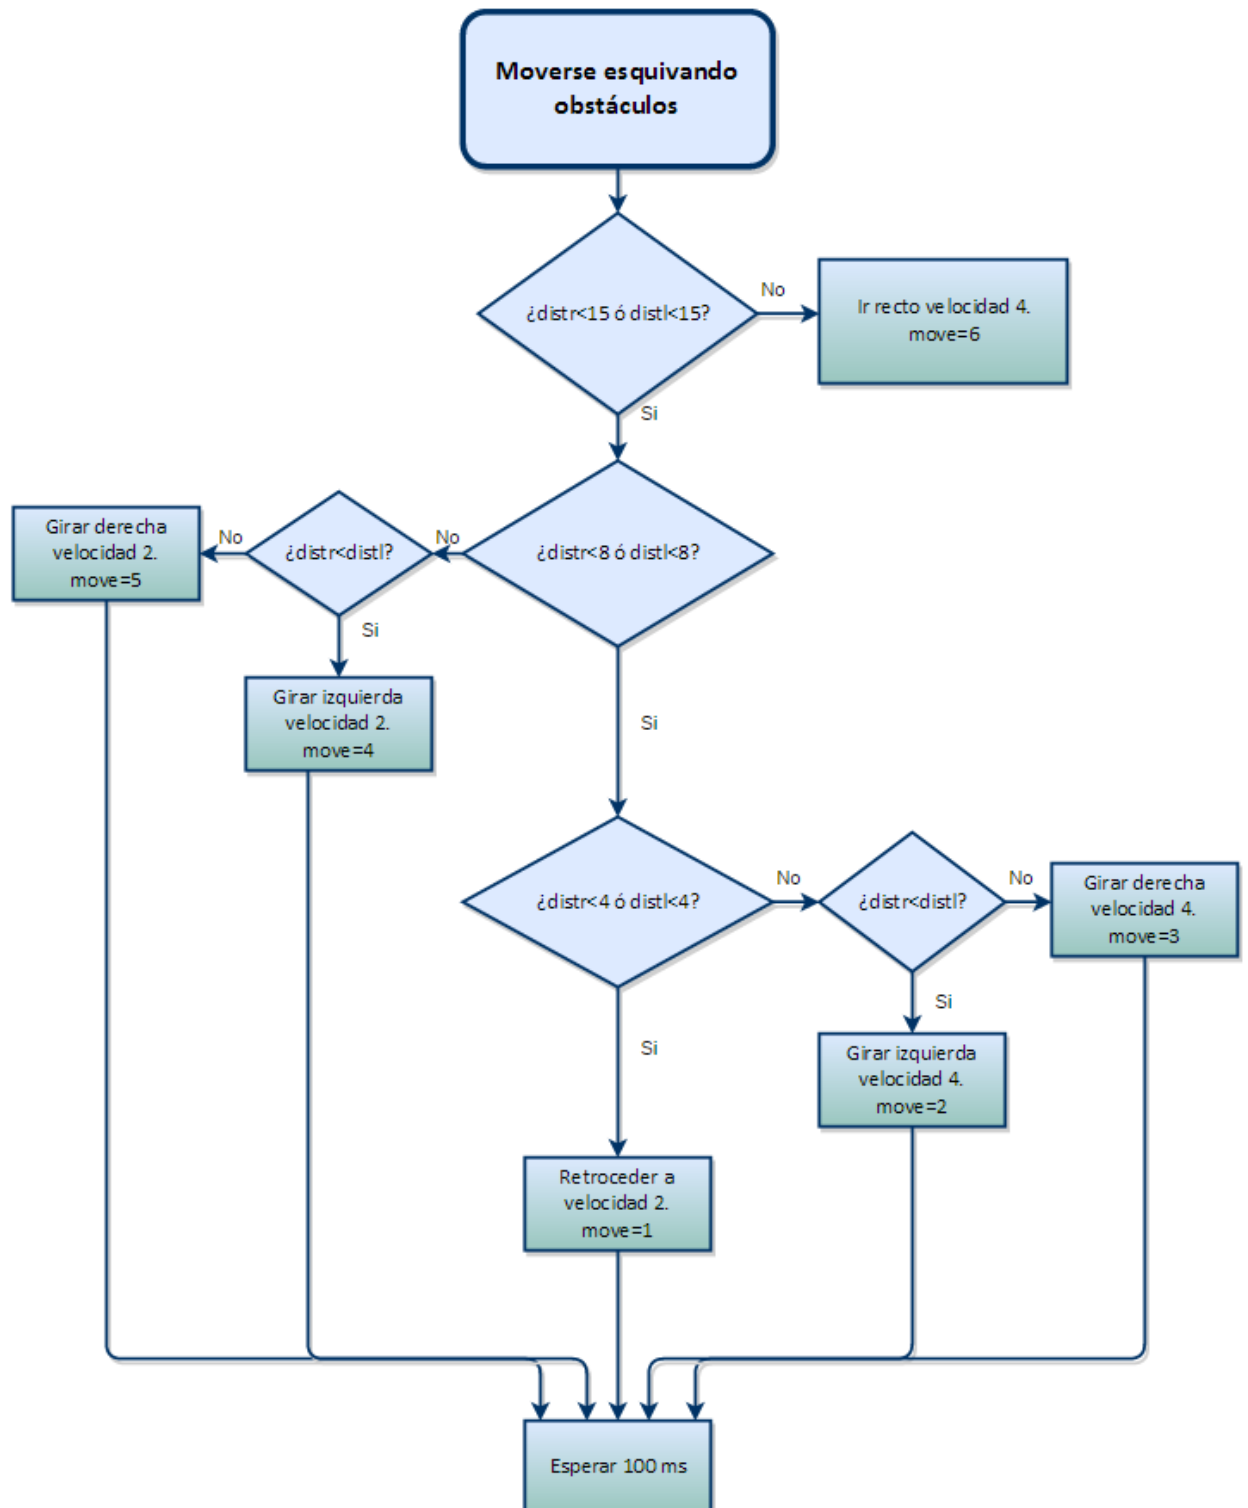 Moverse esquivando
obstáculos
¿distr<15 ó distl<15?
No
Ir recto velocidad 4.
move=6
Si
Girar derecha
velocidad 2.
move=5
No
¿distr<distl?
No
¿distr<8 ó distl<8?
Si
Girar izquierda
velocidad 2.
move=4
Si
¿distr<4 ó distl<4?
No
¿distr<distl?
No
Girar derecha
velocidad 4.
move=3
Si
Girar izquierda
velocidad 4.
move=2
Si
Retroceder a
velocidad 2.
move=1
Esperar 100 ms